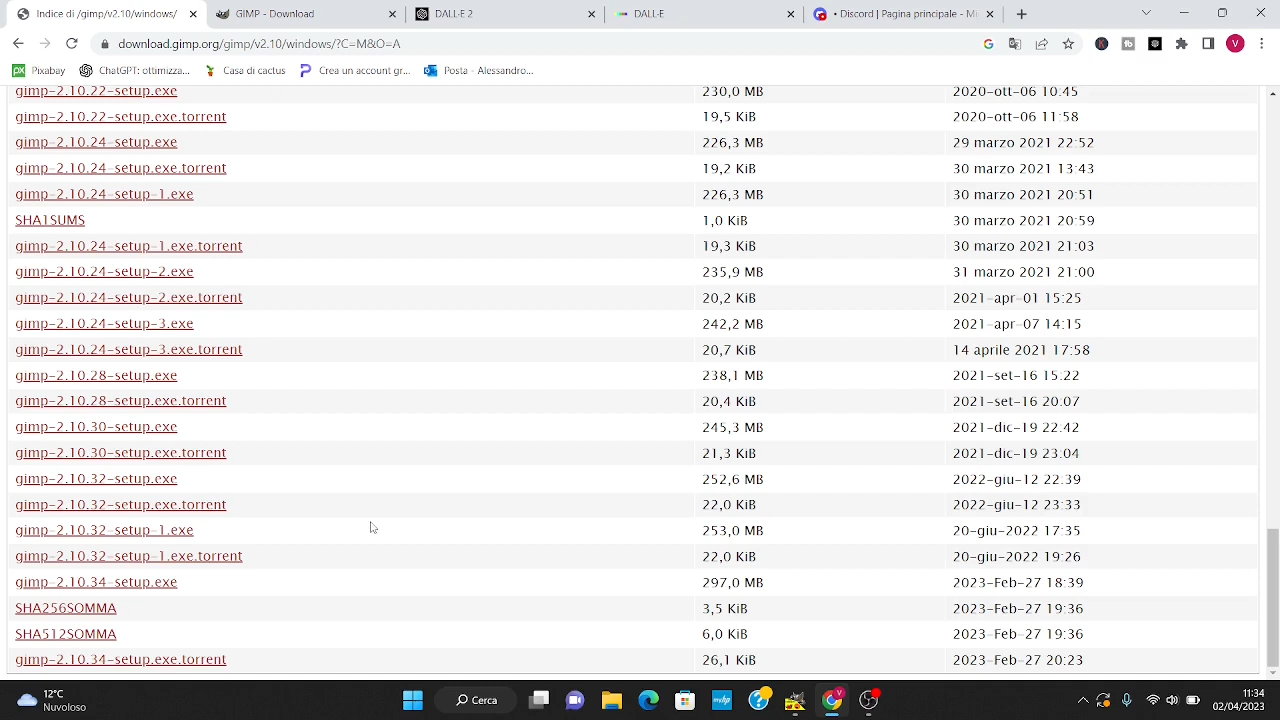 Indice di /gimp/v2.10/windows/
GIMP - Download
DALL·E 2
DALL·E
• Discord | Pagina principale - Mi
download.gimp.org/gimp/v2.10/windows/?C=M&O=A
Pixabay
ChatGPT: ottimizza...
Casa di cactus
Crea un account gr...
Posta - Alessandro...
gimp-2.10.22-setup.exe 230,0 MB 2020-ott-06 10:45
gimp-2.10.22-setup.exe.torrent 19,5 KiB 2020-ott-06 11:58
gimp-2.10.24-setup.exe 226,3 MB 29 marzo 2021 22:52
gimp-2.10.24-setup.exe.torrent 19,2 KiB 30 marzo 2021 13:43
gimp-2.10.24-setup-1.exe 226,3 MB 30 marzo 2021 20:51
SHA1SUMS 1,0 KiB 30 marzo 2021 20:59
gimp-2.10.24-setup-1.exe.torrent 19,3 KiB 30 marzo 2021 21:03
gimp-2.10.24-setup-2.exe 235,9 MB 31 marzo 2021 21:00
gimp-2.10.24-setup-2.exe.torrent 20,2 KiB 2021-apr-01 15:25
gimp-2.10.24-setup-3.exe 242,2 MB 2021-apr-07 14:15
gimp-2.10.24-setup-3.exe.torrent 20,7 KiB 14 aprile 2021 17:58
gimp-2.10.28-setup.exe 238,1 MB 2021-set-16 15:22
gimp-2.10.28-setup.exe.torrent 20,4 KiB 2021-set-16 20:07
gimp-2.10.30-setup.exe 245,3 MB 2021-dic-19 22:42
gimp-2.10.30-setup.exe.torrent 21,3 KiB 2021-dic-19 23:04
gimp-2.10.32-setup.exe 252,6 MB 2022-giu-12 22:39
gimp-2.10.32-setup.exe.torrent 22,0 KiB 2022-giu-12 23:33
gimp-2.10.32-setup-1.exe 253,0 MB 20-giu-2022 17:35
gimp-2.10.32-setup-1.exe.torrent 22,0 KiB 20-giu-2022 19:26
gimp-2.10.34-setup.exe 297,0 MB 2023-Feb-27 18:39
SHA256SOMMA 3,5 KiB 2023-Feb-27 19:36
SHA512SOMMA 6,0 KiB 2023-Feb-27 19:36
gimp-2.10.34-setup.exe.torrent 26,1 KiB 2023-Feb-27 20:23
12°C
Nuvoloso
Cerca
11:34
02/04/2023